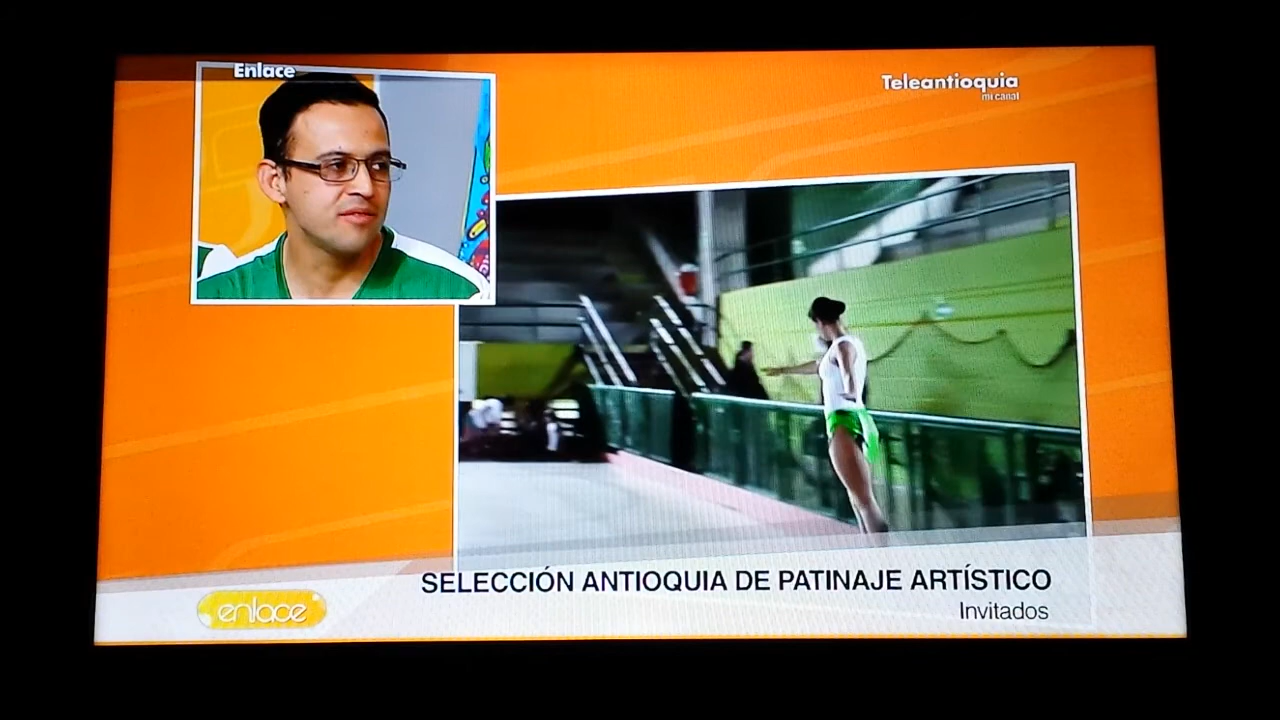 Enlace
Teleantioquia
mi canal
SELECCIÓN ANTIOQUIA DE PATINAJE ARTÍSTICO
enlace
Invitados